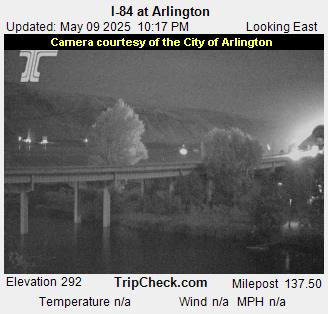 I-84 at Arlington
Updated: May 09 2025 10:17 PM Looking East
Camera courtesy of the City of Arlington
Elevation 292 TripCheck.com Milepost 137.50
Temperature n/a Wind n/a MPH n/a